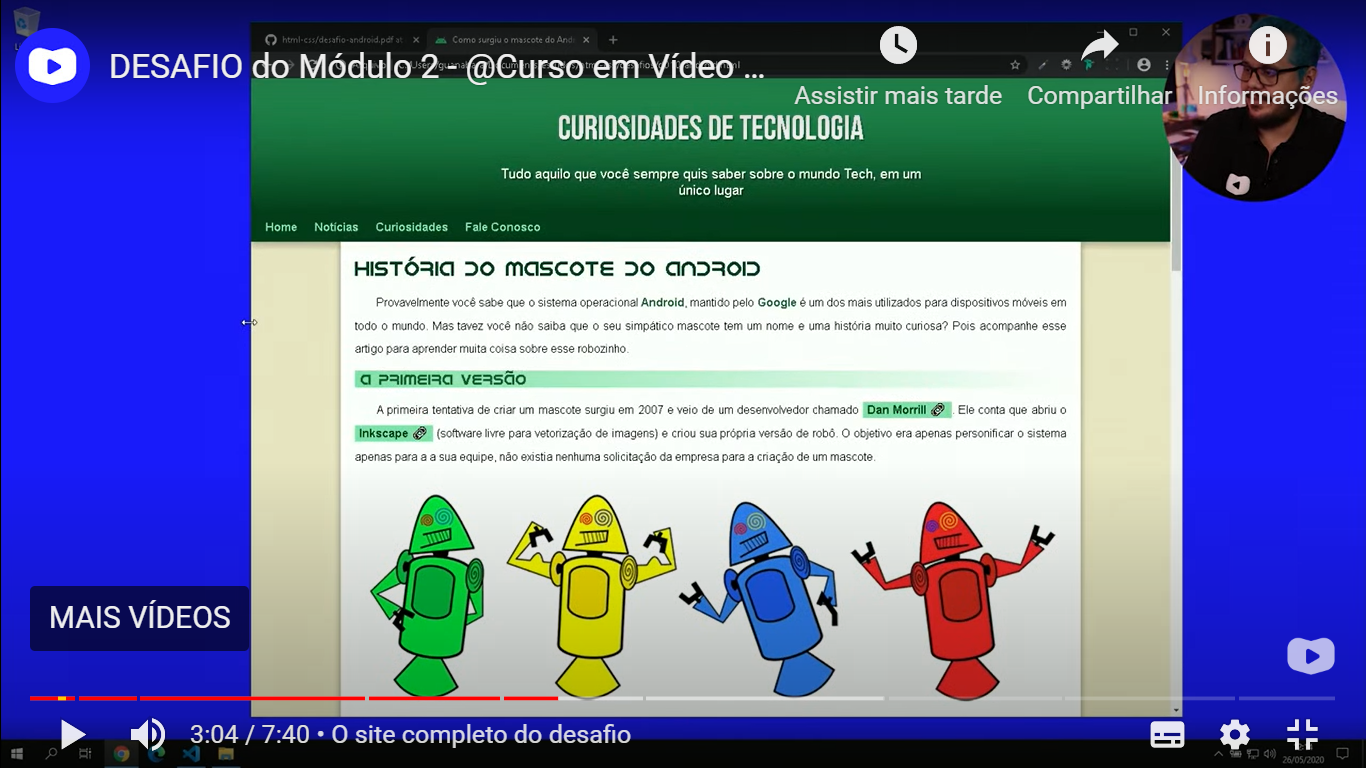 html-css/desafio-android.pdf at
Como surgiu o mascote do Andr
DESAFIO do Módulo 2 - @Curso em Vídeo ...
Assistir mais tarde
Compartilhar
Informações
CURIOSIDADES DE TECNOLOGIA
Tudo aquilo que você sempre quis saber sobre o mundo Tech, em um
único lugar
Home Notícias Curiosidades Fale Conosco
HISTÓRIA DO MASCOTE DO ANDROID
Provavelmente você sabe que o sistema operacional Android, mantido pelo Google é um dos mais utilizados para dispositivos móveis em
todo o mundo. Mas tavez você não saiba que o seu simpático mascote tem um nome e uma história muito curiosa? Pois acompanhe esse
artigo para aprender muita coisa sobre esse robozinho.
A PRIMEIRA VERSÃO
A primeira tentativa de criar um mascote surgiu em 2007 e veio de um desenvolvedor chamado Dan Morrill. Ele conta que abriu o
Inkscape (software livre para vetorização de imagens) e criou sua própria versão de robô. O objetivo era apenas personificar o sistema
apenas para a a sua equipe, não existia nenhuma solicitação da empresa para a criação de um mascote.
MAIS VÍDEOS
3:04 / 7:40 • O site completo do desafio
26/05/2020